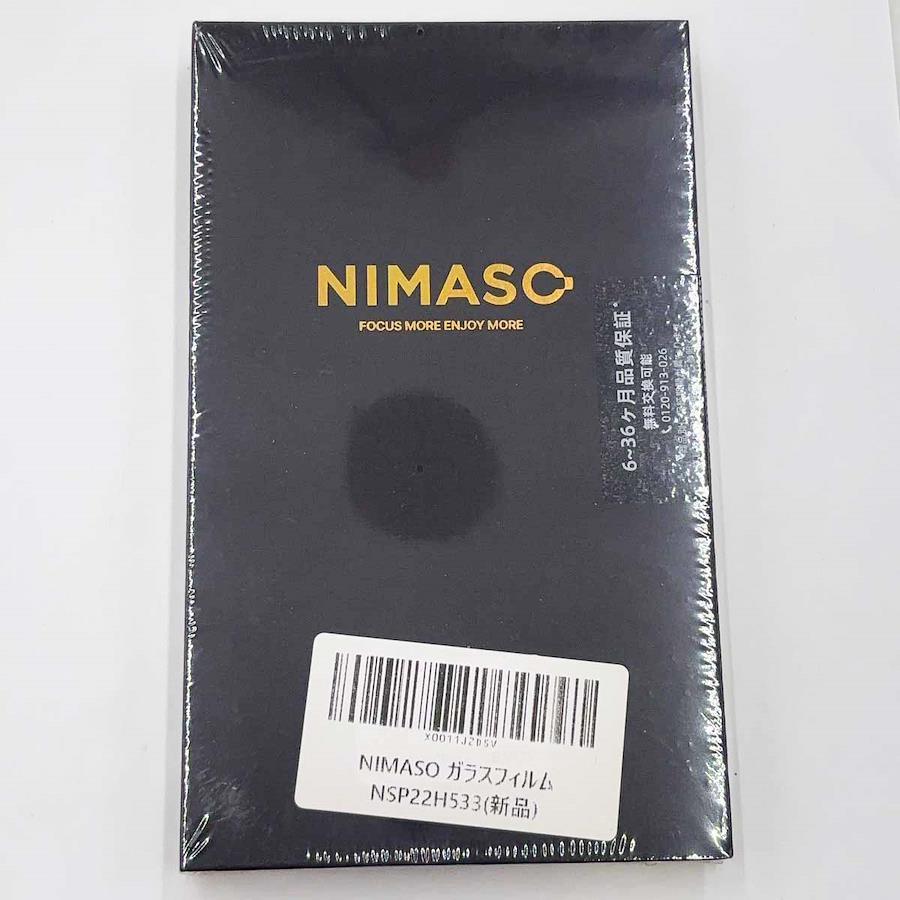 NIMASO
FOCUS MORE ENJOY MORE
6~36ヶ月品質保証
無料交換可能
0120-913-026
X0011J2DSV
NIMASO ガラスフィルム
NSP22H533(新品)